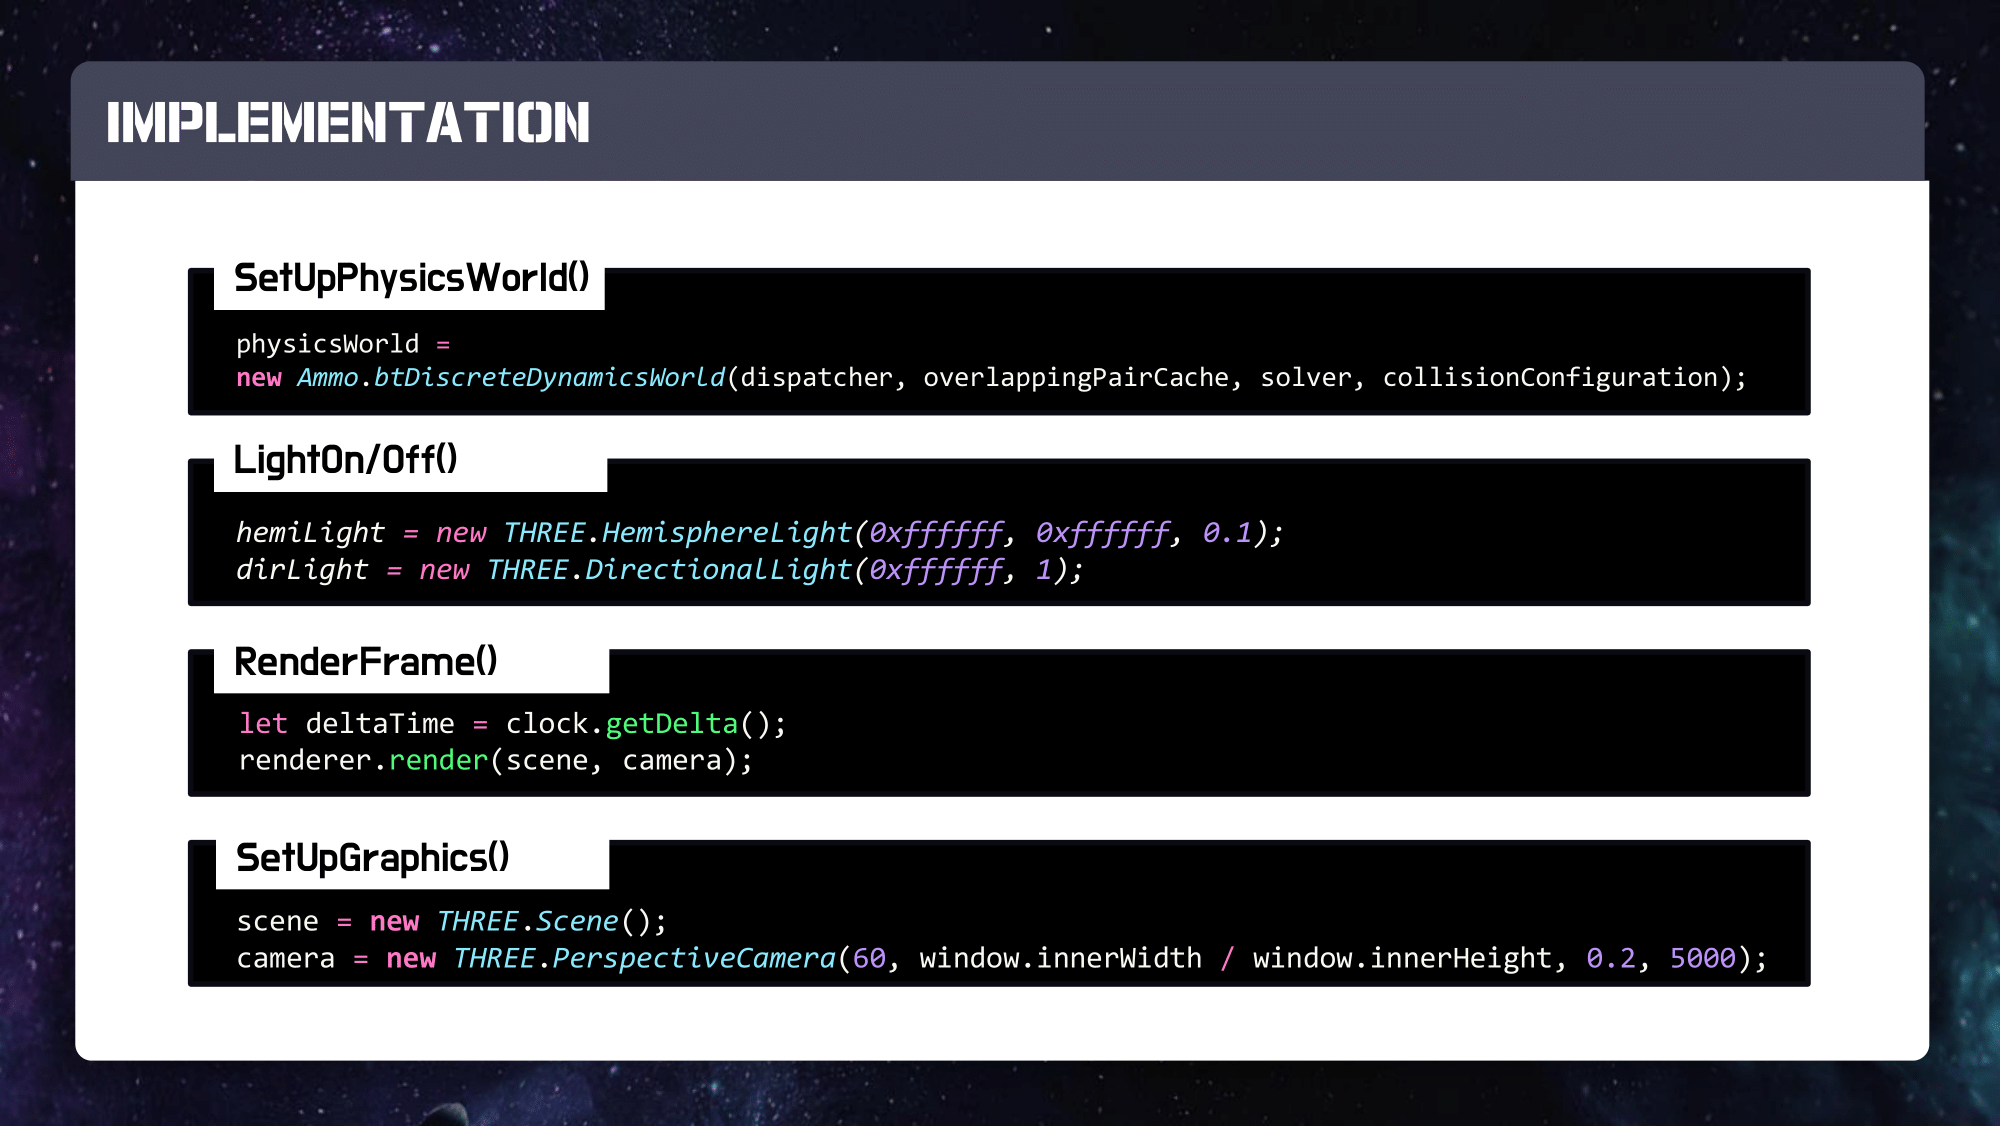 IMPLEMENTATION
SetUpPhysicsWorld()
physicsWorld =
new Ammo.btDiscreteDynamicsWorld(dispatcher, overlappingPairCache, solver, collisionConfiguration);
LightOn/Off()
hemiLight = new THREE.HemisphereLight(0xffffff, 0xffffff, 0.1);
dirLight = new THREE.DirectionalLight(0xffffff, 1);
RenderFrame()
let deltaTime = clock.getDelta();
renderer.render(scene, camera);
SetUpGraphics()
scene = new THREE.Scene();
camera = new THREE.PerspectiveCamera(60, window.innerWidth / window.innerHeight, 0.2, 5000);